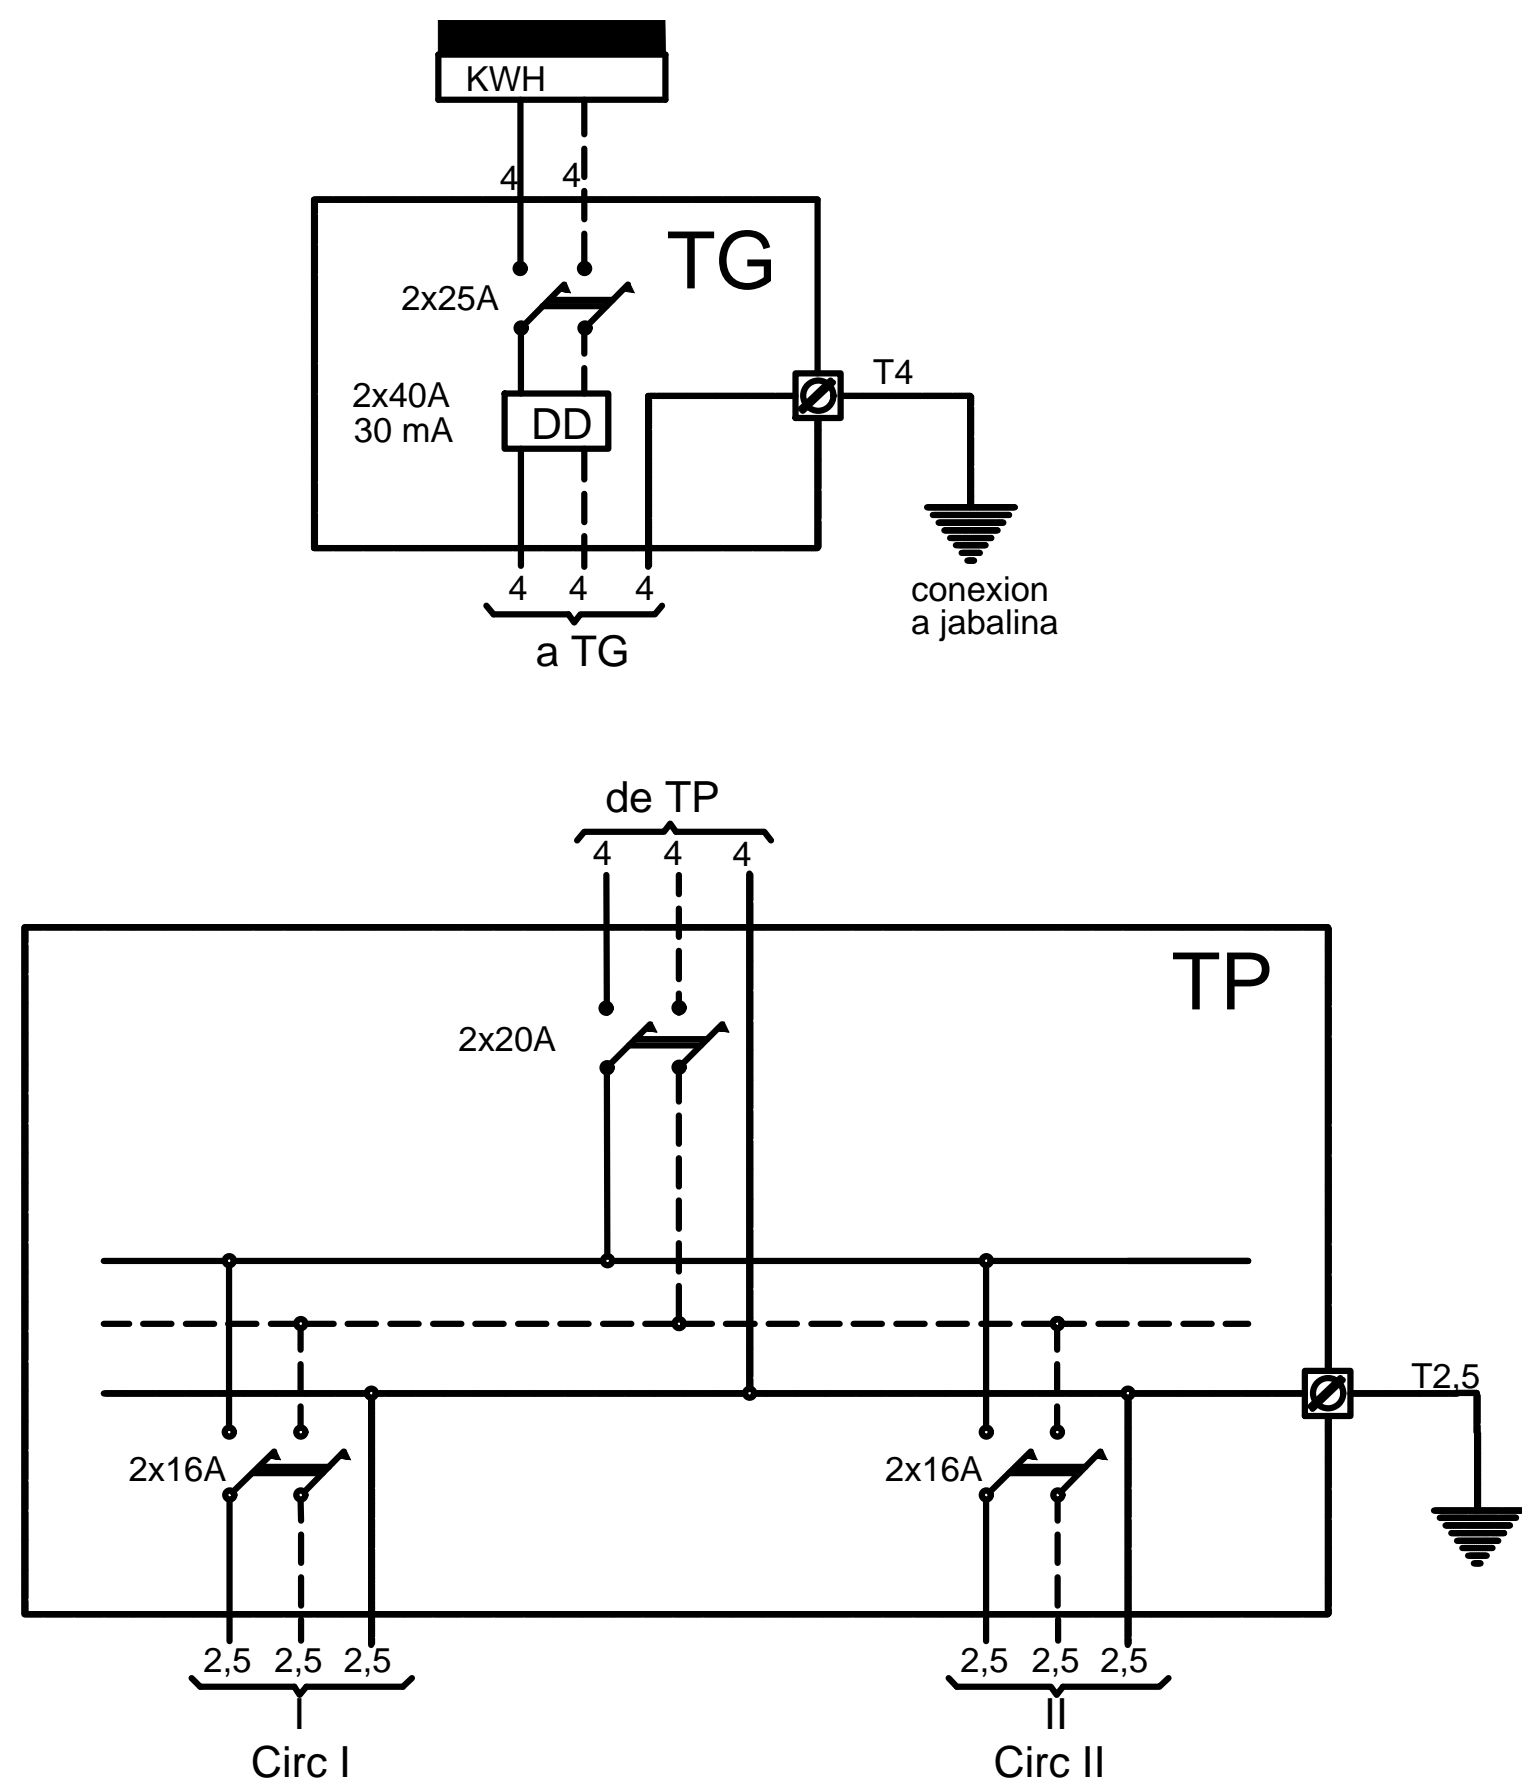 KWH
4 4
TG
2x25A
T4
2x40A
30 mA
DD
4 4 4
a TG
conexion
a jabalina
de TP
4 4 4
TP
2x20A
T2,5
2x16A 2x16A
2,5 2,5 2,5 2,5 2,5 2,5
I II
Circ I Circ II